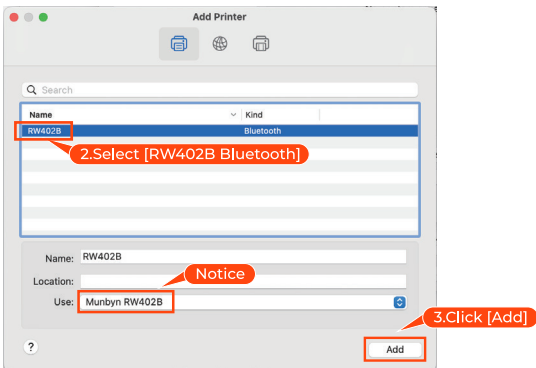 Add Printer
Search
Name Kind
RW402B Bluetooth
2.Select [RW402B Bluetooth]
Name: RW402B
Notice
Location:
Use: Munbyn RW402B
3.Click [Add]
? Add